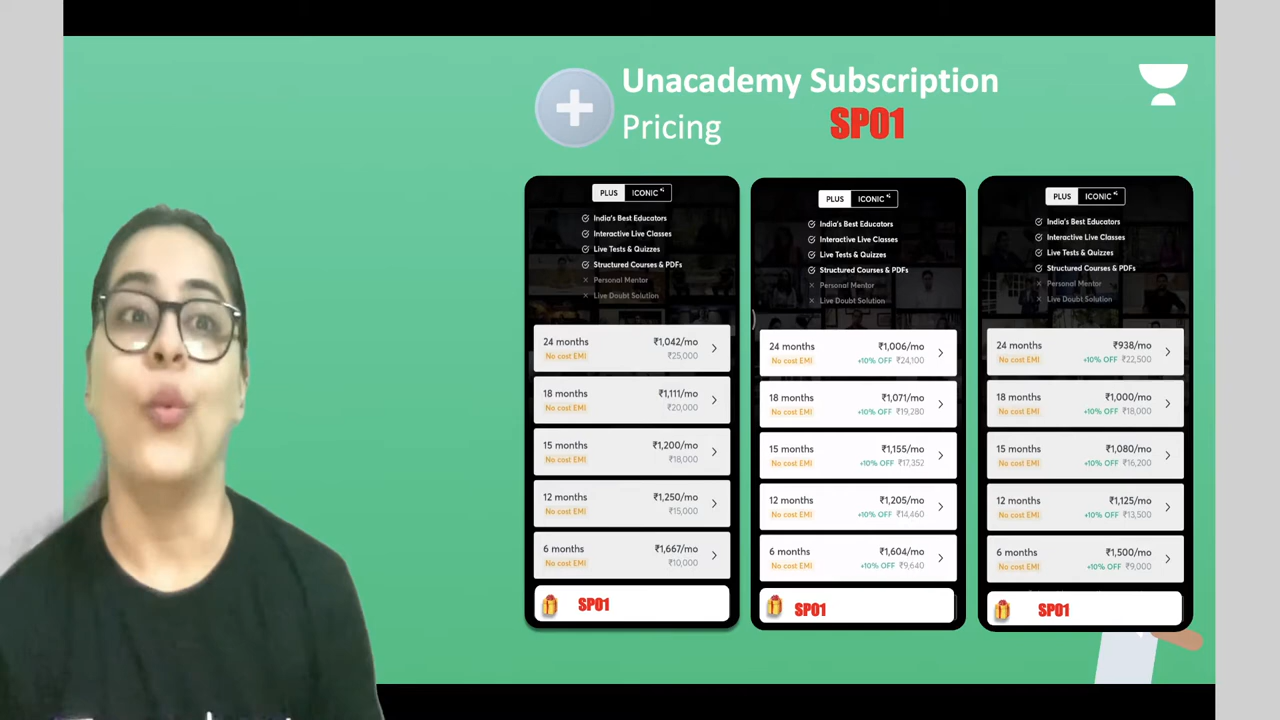 Unacademy Subscription
Pricing
SP01
PLUS ICONIC
India's Best Educators
Interactive Live Classes
Live Tests & Quizzes
Structured Courses & PDFs
Personal Mentor
Live Doubt Solution
24 months ₹1,042/mo
No cost EMI ₹25,000
18 months ₹1,111/mo
No cost EMI ₹20,000
15 months ₹1,200/mo
No cost EMI ₹18,000
12 months ₹1,250/mo
No cost EMI ₹15,000
6 months ₹1,667/mo
No cost EMI ₹10,000
SP01
PLUS ICONIC
India's Best Educators
Interactive Live Classes
Live Tests & Quizzes
Structured Courses & PDFs
Personal Mentor
Live Doubt Solution
24 months ₹1,006/mo
No cost EMI +10% OFF ₹24,100
18 months ₹1,071/mo
No cost EMI +10% OFF ₹19,280
15 months ₹1,155/mo
No cost EMI +10% OFF ₹17,352
12 months ₹1,205/mo
No cost EMI +10% OFF ₹14,460
6 months ₹1,604/mo
No cost EMI +10% OFF ₹9,640
SP01
PLUS ICONIC
India's Best Educators
Interactive Live Classes
Live Tests & Quizzes
Structured Courses & PDFs
Personal Mentor
Live Doubt Solution
24 months ₹938/mo
No cost EMI +10% OFF ₹22,500
18 months ₹1,000/mo
No cost EMI +10% OFF ₹18,000
15 months ₹1,080/mo
No cost EMI +10% OFF ₹16,200
12 months ₹1,125/mo
No cost EMI +10% OFF ₹13,500
6 months ₹1,500/mo
No cost EMI +10% OFF ₹9,000
SP01